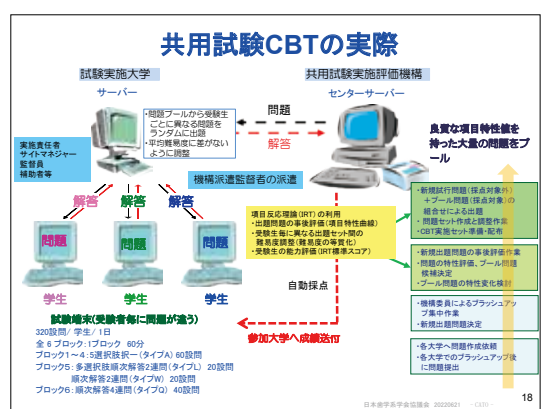 共用試験CBTの実際
試験実施大学
サーバー
共用試験実施評価機構
センターサーバー
・問題プールから受験生
ごとに異なる問題を
ランダムに出題
・平均難易度に差がない
ように調整
問題
解答
実施責任者
サイトマネジャー
監督員
補助者等
機構派遣監督者の派遣
良質な項目特性値を
持った大量の問題をプ
ール
解答
解答
解答
問題
問題
問題
学生
学生
学生
項目反応理論(IRT)の利用
・出題問題の事後評価(項目特性曲線)
・受験生毎に異なる出題セット間の
難易度調整(難易度の等質化)
・受験生の能力評価(IRT標準スコア)
自動採点
参加大学へ成績送付
・新規試行問題(採点対象外)
+プール問題(採点対象)の
組合せによる出題
・問題セット作成と調整作業
・CBT実施セット準備・配布
・新規出題問題の事後評価作業
・問題の特性評価、プール問題
候補決定
・プール問題の特性変化検討
・機構委員によるブラッシュアッ
プ集中作業
・新規出題問題決定
・各大学へ問題作成依頼
・各大学でのブラッシュアップ後
に問題提出
試験端末(受験者毎に問題が違う)
320設問/学生/1日
全6ブロック:1ブロック 60分
ブロック1~4:5選択肢択一(タイプA)60設問
ブロック5:多選択肢順次解答2連問(タイプL) 20設問
順次解答2連問(タイプW) 20設問
ブロック6:順次解答4連問(タイプQ) 40設問
日本歯学系学会協議会 20220621 -CATO-
18